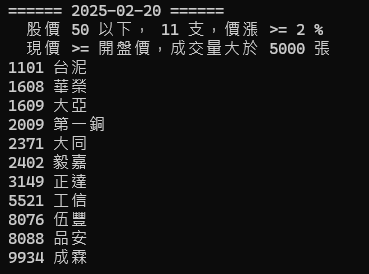 ====== 2025-02-20 ======
股價 50 以下, 11 支，價漲 >= 2 %
現價 >= 開盤價，成交量大於 5000 張
1101 台泥
1608 華榮
1609 大亞
2009 第一銅
2371 大同
2402 毅嘉
3149 正達
5521 工信
8076 伍豐
8088 品安
9934 成霖